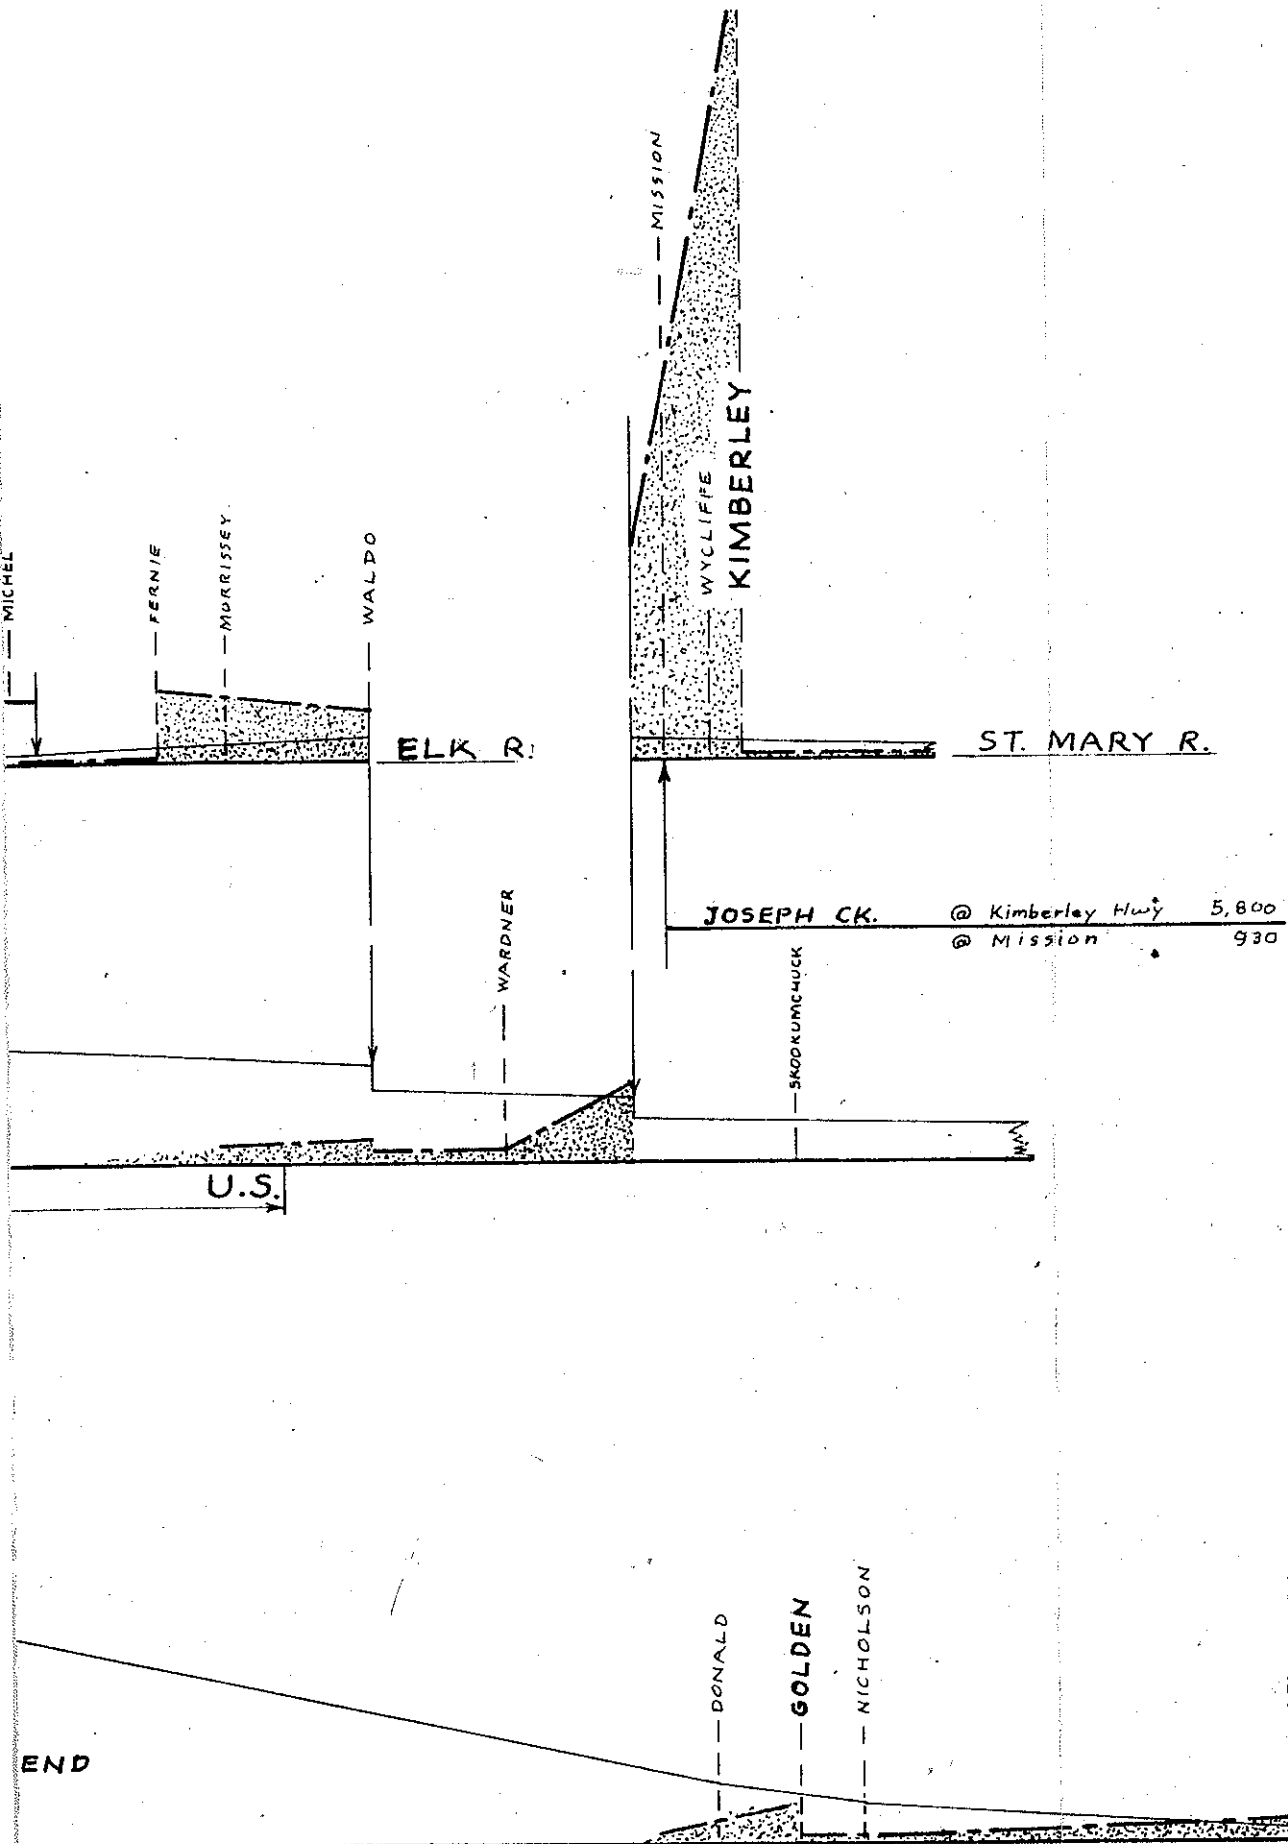 MISSION
KIMBERLEY
WYCLIFFE
MICHEL
FERNIE
MORRISSEY
WALDO
ELK R.
ST. MARY R.
JOSEPH CK. @ Kimberley Hwy 5,800
@ Mission 930
WARDNER
SKOOKUMCHUCK
U.S.
DONALD
GOLDEN
NICHOLSON
END